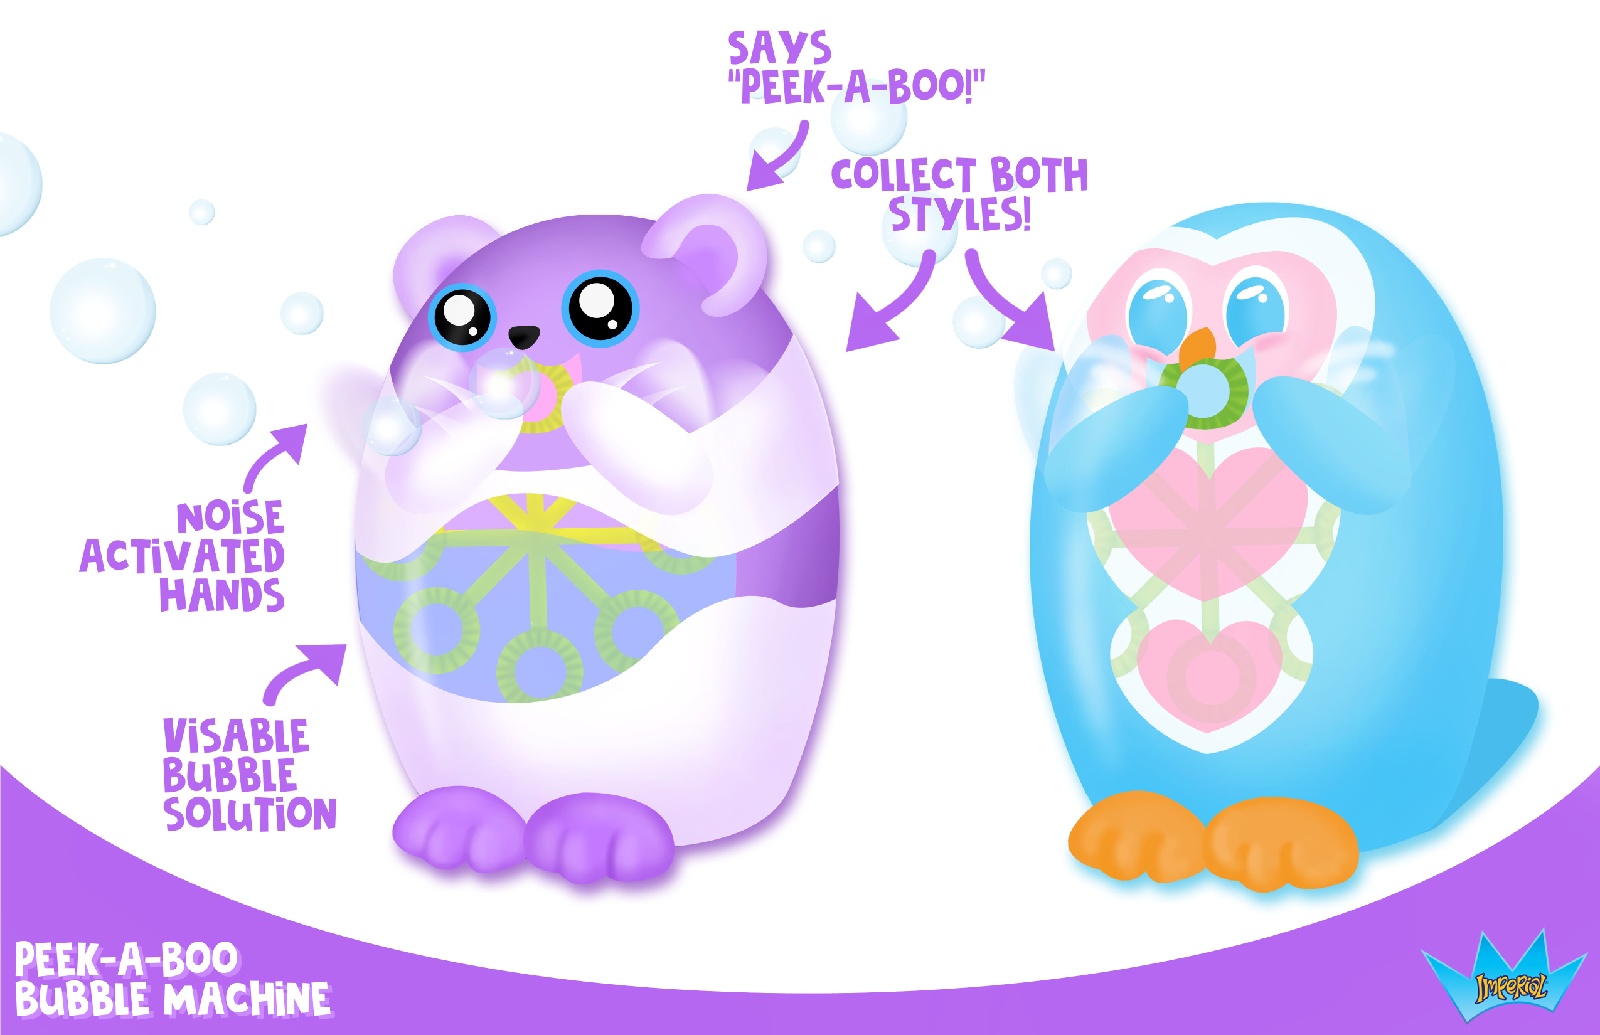 SAYS
"PEEK-A-BOO!"
COLLECT BOTH
STYLES!
NOiSE
ACTiVATED
HANDS
ViSABLE
BUBBLE
SOLUTiON
PEEK-A-BOO
BUBBLE MACHiNE
IMPERIAL